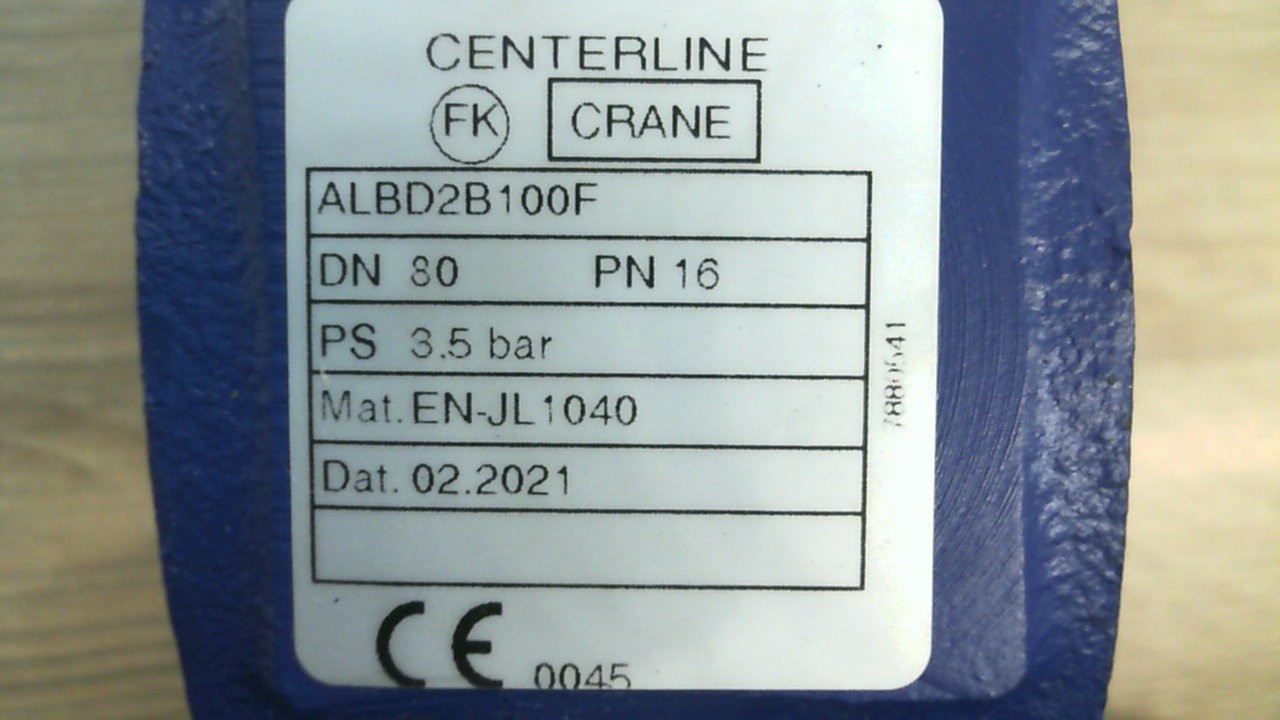 CENTERLINE
FK CRANE
ALBD2B100F
DN 80 PN 16
PS 3.5 bar
Mat. EN-JL1040
Dat. 02.2021
CE 0045
7880541